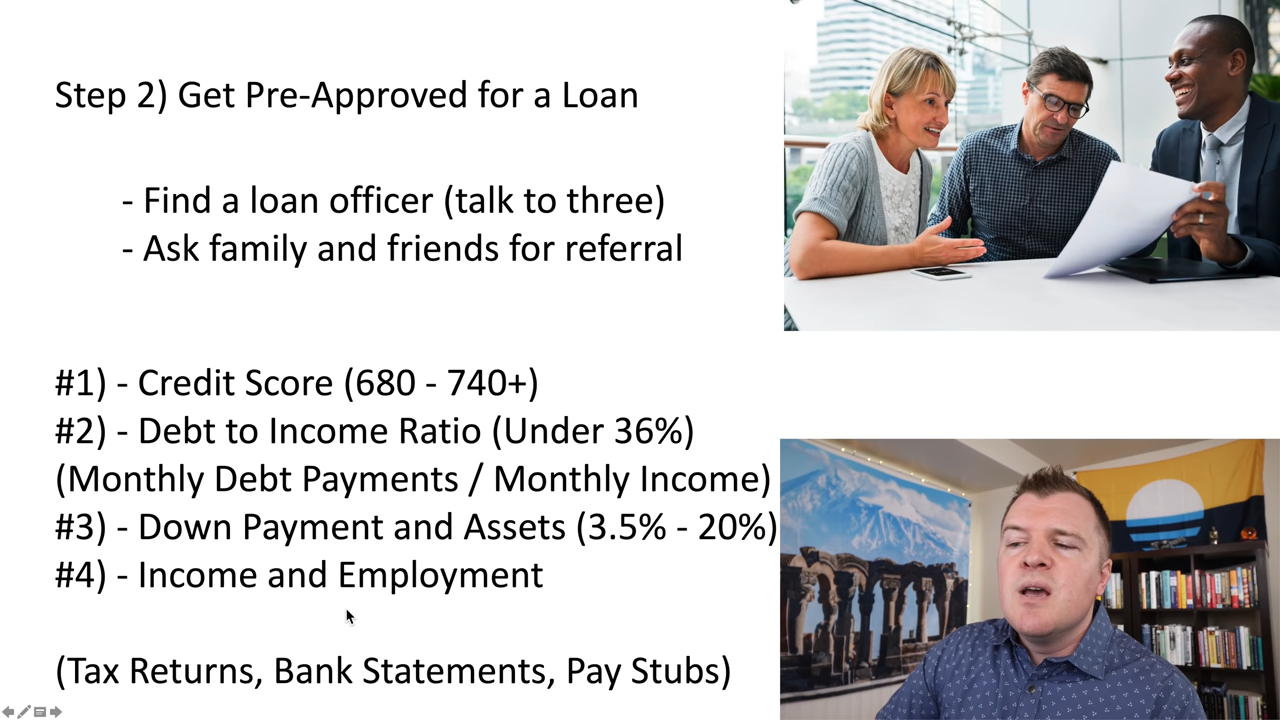 Step 2) Get Pre-Approved for a Loan
- Find a loan officer (talk to three)
- Ask family and friends for referral
#1) - Credit Score (680 - 740+)
#2) - Debt to Income Ratio (Under 36%)
(Monthly Debt Payments / Monthly Income)
#3) - Down Payment and Assets (3.5% - 20%)
#4) - Income and Employment
(Tax Returns, Bank Statements, Pay Stubs)